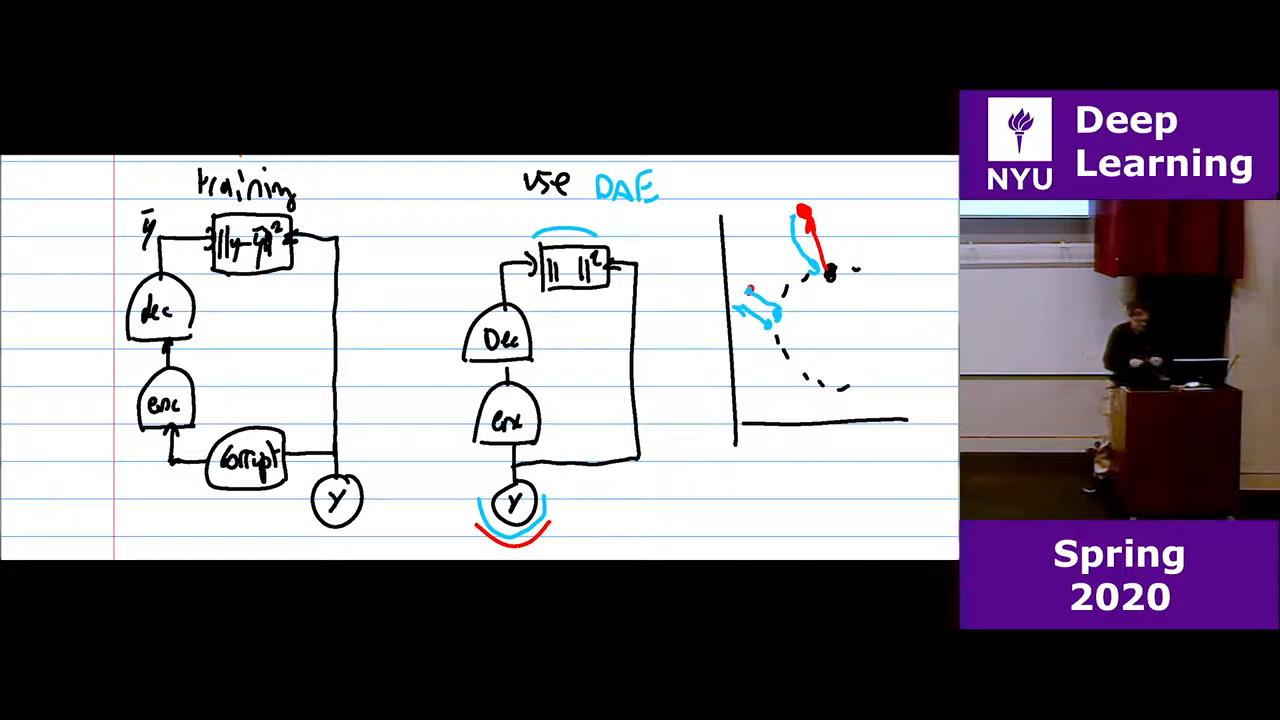 training
ȳ
||y-ȳ||²
dec
enc
corrupt
Y
use DAE
|| ||²
Dec
enc
Y
NYU
Deep
Learning
Spring
2020